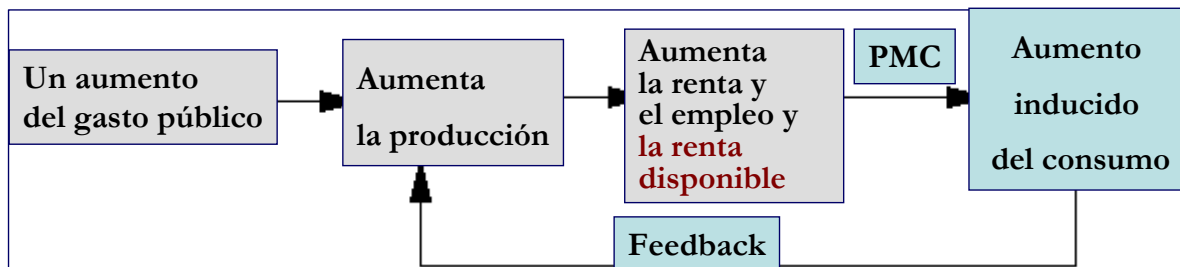 Un aumento
del gasto público
Aumenta
la producción
Aumenta
la renta y
el empleo y
la renta
disponible
PMC
Aumento
inducido
del consumo
Feedback